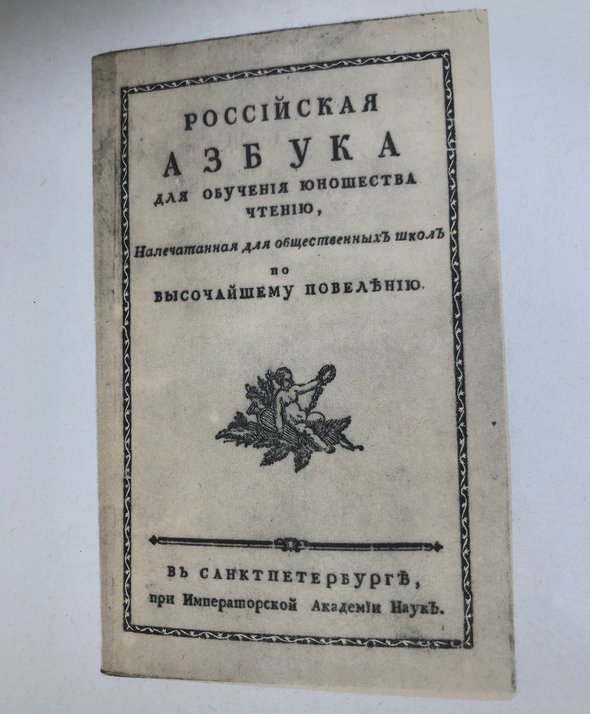 РОССІЙСКАЯ
АЗБУКА
ДЛЯ ОБУЧЕНІЯ ЮНОШЕСТВА
ЧТЕНІЮ,
Напечатанная для общественныхЪ школЪ
ПО
ВЫСОЧАЙШЕМУ ПОВЕЛѢНІЮ.
ВЪ САНКТПЕТЕРБУРГѢ,
при Императорской Академіи НаукЪ.